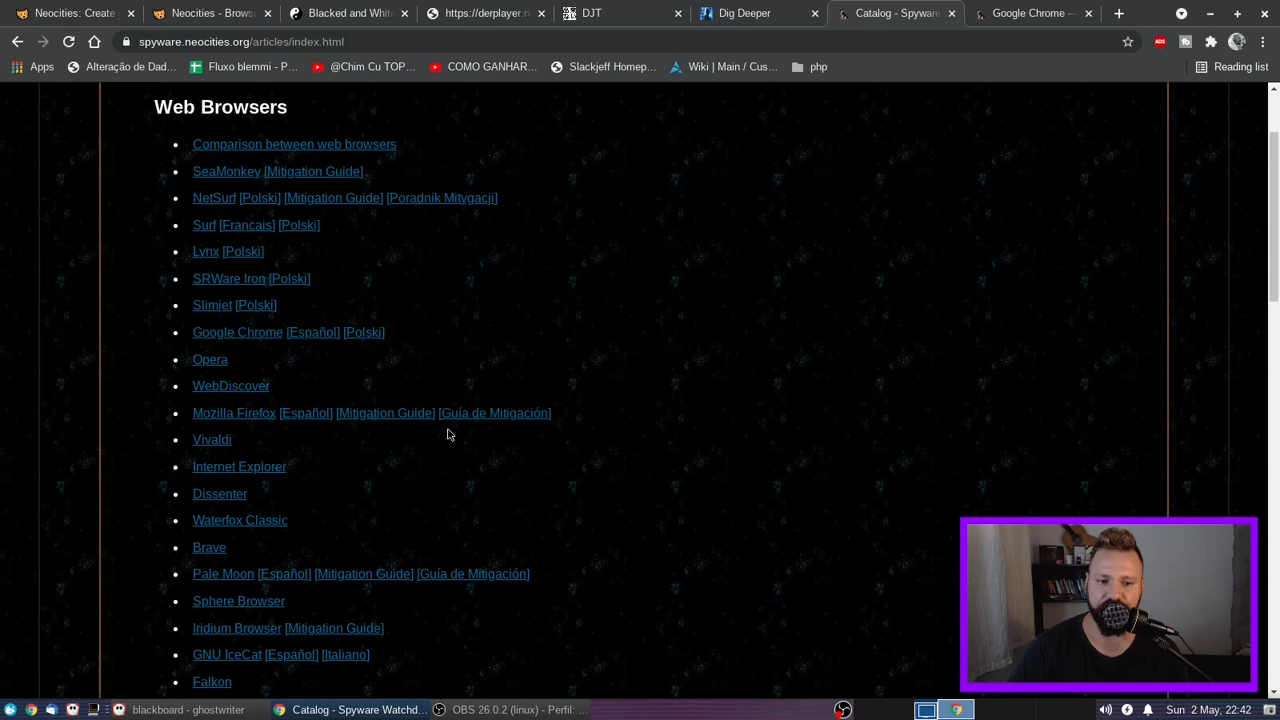 Neocities: Create
Neocities: Brows
Blacked and White
https://derplayer.n
DJT
Dig Deeper
Catalog - Spyware
Google Chrome —
spyware.neocities.org/articles/index.html
Apps
Alteração de Dad...
Fluxo blemmi - P...
@Chim Cu TOP...
COMO GANHAR...
Slackjeff Homep...
Wiki | Main / Cus...
php
Reading list
Web Browsers
Comparison between web browsers
SeaMonkey [Mitigation Guide]
NetSurf [Polski] [Mitigation Guide] [Poradnik Mitygacji]
Surf [Francais] [Polski]
Lynx [Polski]
SRWare Iron [Polski]
Slimjet [Polski]
Google Chrome [Español] [Polski]
Opera
WebDiscover
Mozilla Firefox [Español] [Mitigation Guide] [Guía de Mitigación]
Vivaldi
Internet Explorer
Dissenter
Waterfox Classic
Brave
Pale Moon [Español] [Mitigation Guide] [Guía de Mitigación]
Sphere Browser
Iridium Browser [Mitigation Guide]
GNU IceCat [Español] [Italiano]
Falkon
blackboard - ghostwriter
Catalog - Spyware Watchd...
OBS 26.0.2 (linux) - Perfil: ...
Sun, 2 May, 22:42